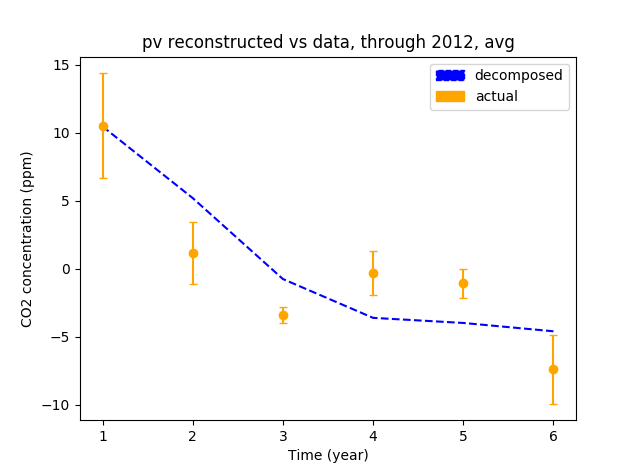 pv reconstructed vs data, through 2012, avg
decomposed
actual
CO2 concentration (ppm)
15
10
5
0
−5
−10
1 2 3 4 5 6
Time (year)